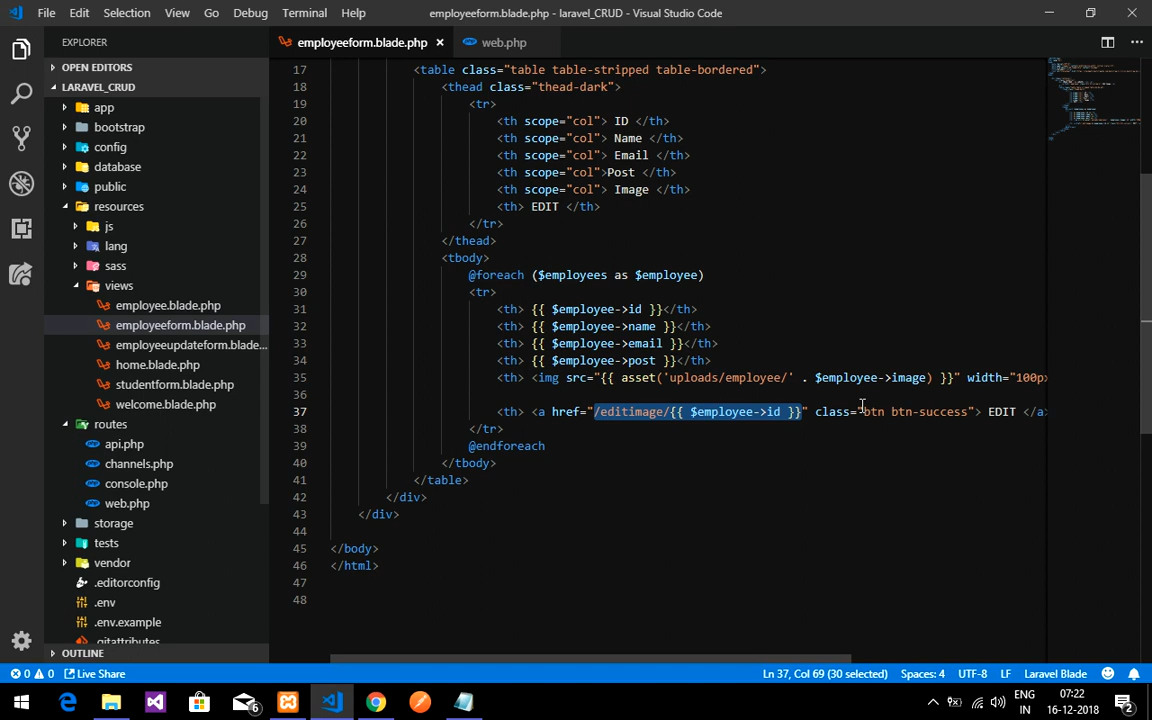 File Edit Selection View Go Debug Terminal Help
employeeform.blade.php - laravel_CRUD - Visual Studio Code
EXPLORER
OPEN EDITORS
LARAVEL_CRUD
app
bootstrap
config
database
public
resources
js
lang
sass
views
employee.blade.php
employeeform.blade.php
employeeupdateform.blade...
home.blade.php
studentform.blade.php
welcome.blade.php
routes
api.php
channels.php
console.php
web.php
storage
tests
vendor
.editorconfig
.env
.env.example
.gitattributes
OUTLINE
employeeform.blade.php × web.php
17 <table class="table table-stripped table-bordered">
18 <thead class="thead-dark">
19 <tr>
20 <th scope="col"> ID </th>
21 <th scope="col"> Name </th>
22 <th scope="col"> Email </th>
23 <th scope="col">Post </th>
24 <th scope="col"> Image </th>
25 <th> EDIT </th>
26 </tr>
27 </thead>
28 <tbody>
29 @foreach ($employees as $employee)
30 <tr>
31 <th> {{ $employee->id }}</th>
32 <th> {{ $employee->name }}</th>
33 <th> {{ $employee->email }}</th>
34 <th> {{ $employee->post }}</th>
35 <th> <img src="{{ asset('uploads/employee/' . $employee->image) }}" width="100px
36
37 <th> <a href="/editimage/{{ $employee->id }}" class="btn btn-success"> EDIT </a>
38 </tr>
39 @endforeach
40 </tbody>
41 </table>
42 </div>
43 </div>
44
45 </body>
46 </html>
47
48
0 0 Live Share Ln 37, Col 69 (30 selected) Spaces: 4 UTF-8 LF Laravel Blade
6
ENG
IN
07:22
16-12-2018
2